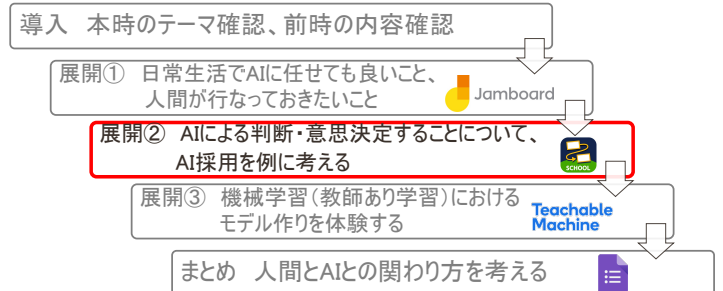 導入 本時のテーマ確認、前時の内容確認
展開① 日常生活でAIに任せても良いこと、
人間が行なっておきたいこと
Jamboard
展開② AIによる判断・意思決定することについて、
AI採用を例に考える
SCHOOL
展開③ 機械学習(教師あり学習)における
モデル作りを体験する
Teachable
Machine
まとめ 人間とAIとの関わり方を考える